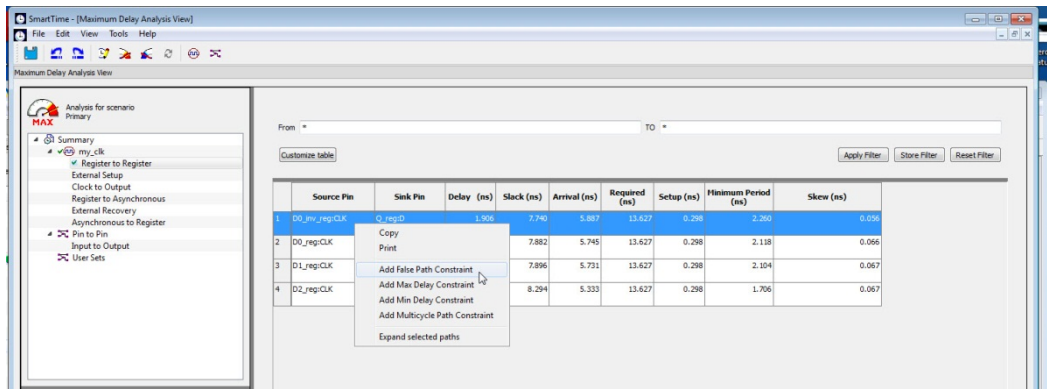 SmartTime - [Maximum Delay Analysis View]
File Edit View Tools Help
Maximum Delay Analysis View
MAX
Analysis for scenario
Primary
Summary
my_clk
Register to Register
External Setup
Clock to Output
Register to Asynchronous
External Recovery
Asynchronous to Register
Pin to Pin
Input to Output
User Sets
From * TO *
Customize table Apply Filter Store Filter Reset Filter
Source Pin Sink Pin Delay (ns) Slack (ns) Arrival (ns) Required (ns) Setup (ns) Minimum Period (ns) Skew (ns)
1 D0_inv_reg:CLK Q_reg:D 1.906 7.740 5.887 13.627 0.298 2.260 0.056
2 D0_reg:CLK 7.882 5.745 13.627 0.298 2.118 0.066
3 D1_reg:CLK 7.896 5.731 13.627 0.298 2.104 0.067
4 D2_reg:CLK 8.294 5.333 13.627 0.298 1.706 0.067
Copy
Print
Add False Path Constraint
Add Max Delay Constraint
Add Min Delay Constraint
Add Multicycle Path Constraint
Expand selected paths